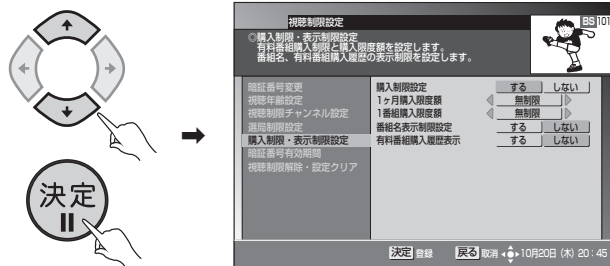 決定
視聴制限設定
BS 101
◎購入制限・表示制限設定
有料番組購入制限と購入限度額を設定します。
番組名、有料番組購入履歴の表示制限を設定します。
暗証番号変更
視聴年齢設定
視聴制限チャンネル設定
選局制限設定
購入制限・表示制限設定
暗証番号有効期間
視聴制限解除・設定クリア
購入制限設定 する しない
1ヶ月購入限度額 無制限
1番組購入限度額 無制限
番組名表示制限設定 する しない
有料番組購入履歴表示 する しない
決定 登録 戻る 取消 10月20日 (木) 20:45